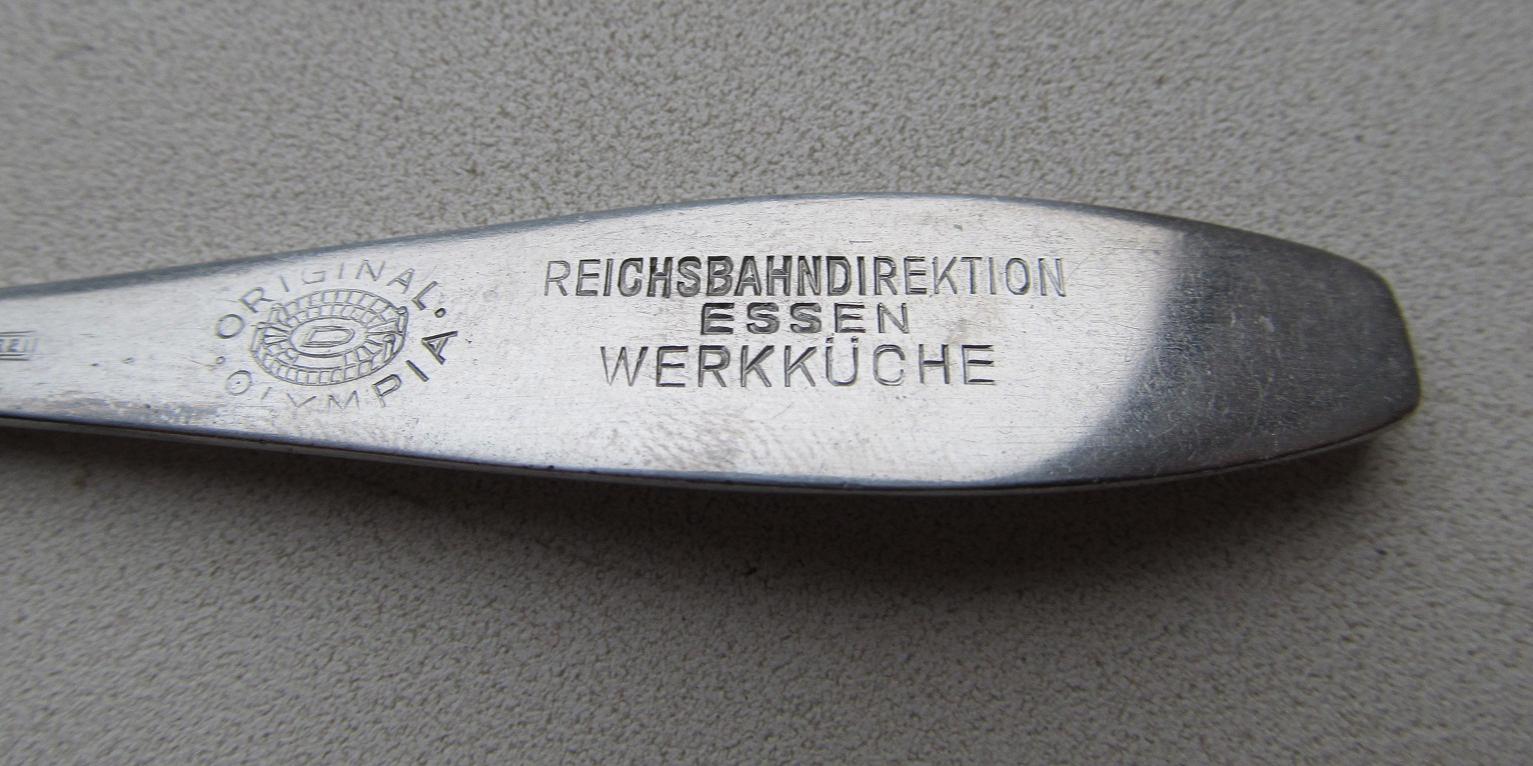 ORIGINAL
OLYMPIA
D
REICHSBAHNDIREKTION
ESSEN
WERKKÜCHE